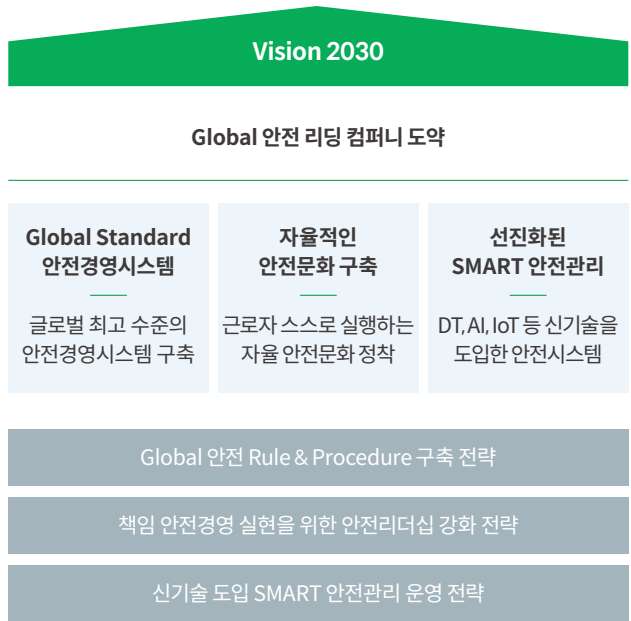 Vision 2030
Global 안전 리딩 컴퍼니 도약
Global Standard
안전경영시스템
글로벌 최고 수준의
안전경영시스템 구축
자율적인
안전문화 구축
근로자 스스로 실행하는
자율 안전문화 정착
선진화된
SMART 안전관리
DT, AI, IoT 등 신기술을
도입한 안전시스템
Global 안전 Rule & Procedure 구축 전략
책임 안전경영 실현을 위한 안전리더십 강화 전략
신기술 도입 SMART 안전관리 운영 전략